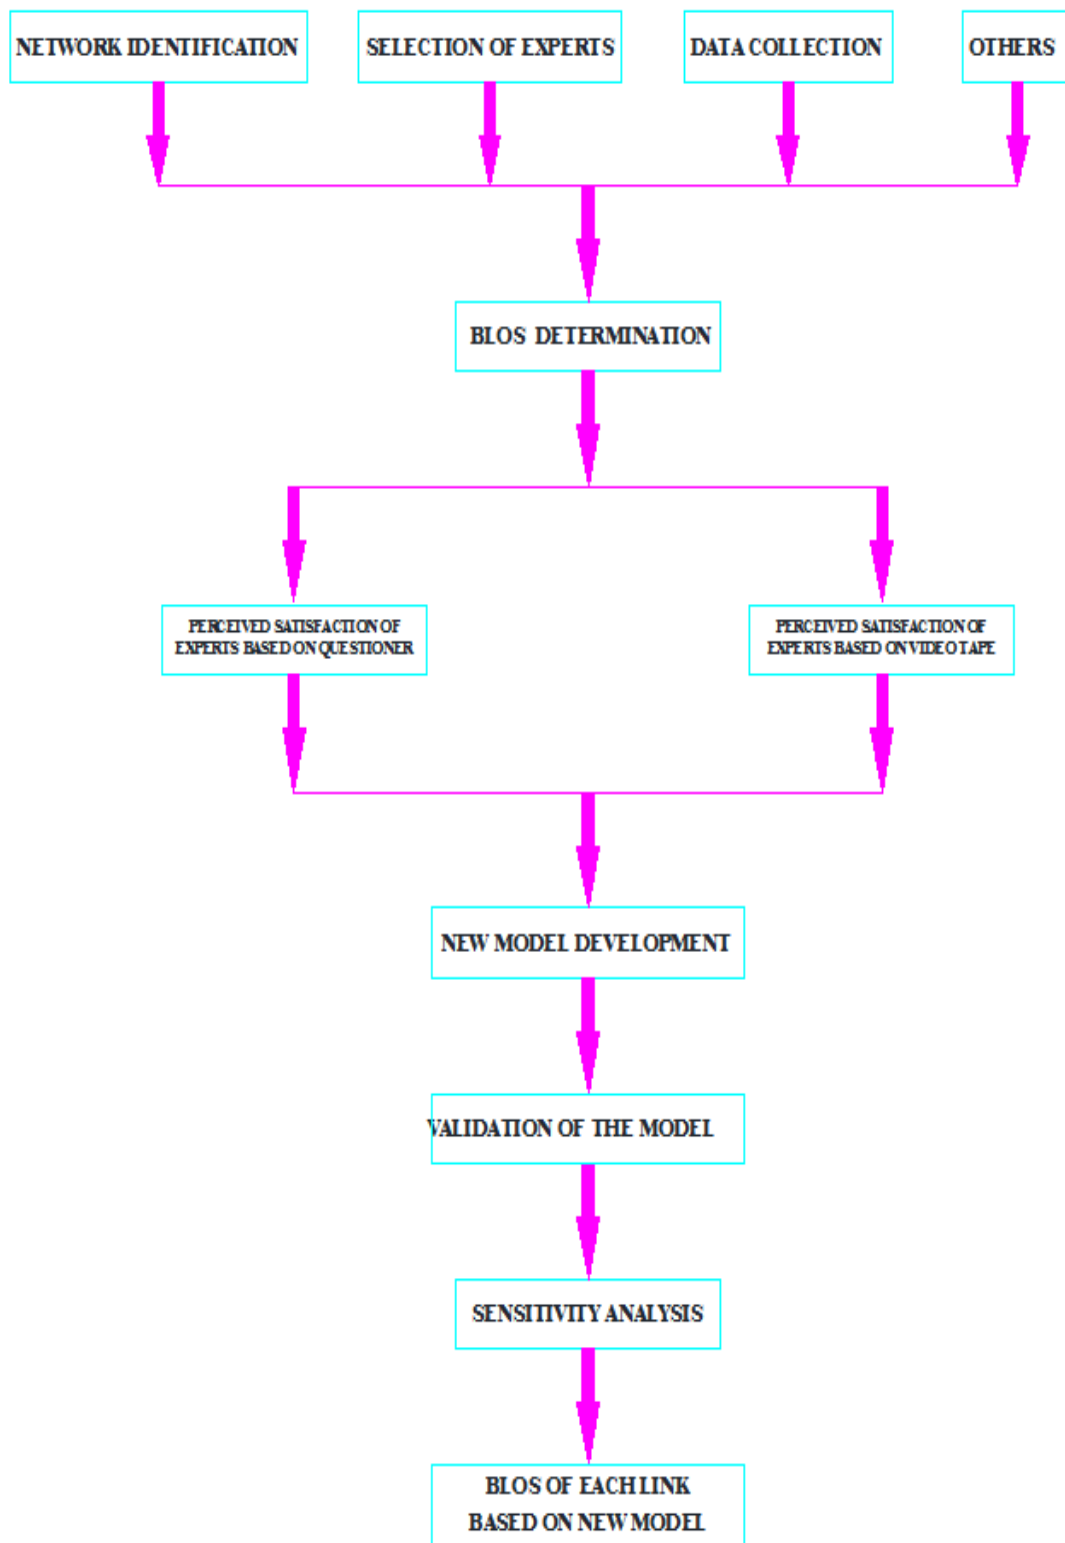 NETWORK IDENTIFICATION
SELECTION OF EXPERTS
DATA COLLECTION
OTHERS
BLOS DETERMINATION
PERCEIVED SATISFACTION OF
EXPERTS BASED ON QUESTIONER
PERCEIVED SATISFACTION OF
EXPERTS BASED ON VIDEO TAPE
NEW MODEL DEVELOPMENT
VALIDATION OF THE MODEL
SENSITIVITY ANALYSIS
BLOS OF EACH LINK
BASED ON NEW MODEL